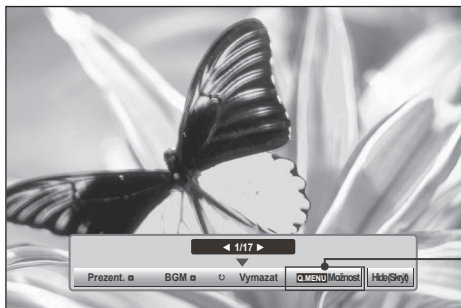 ◀ 1/17 ▶
Prezent. BGM Vymazat Q.MENU Možnost Hide(Skrýt)